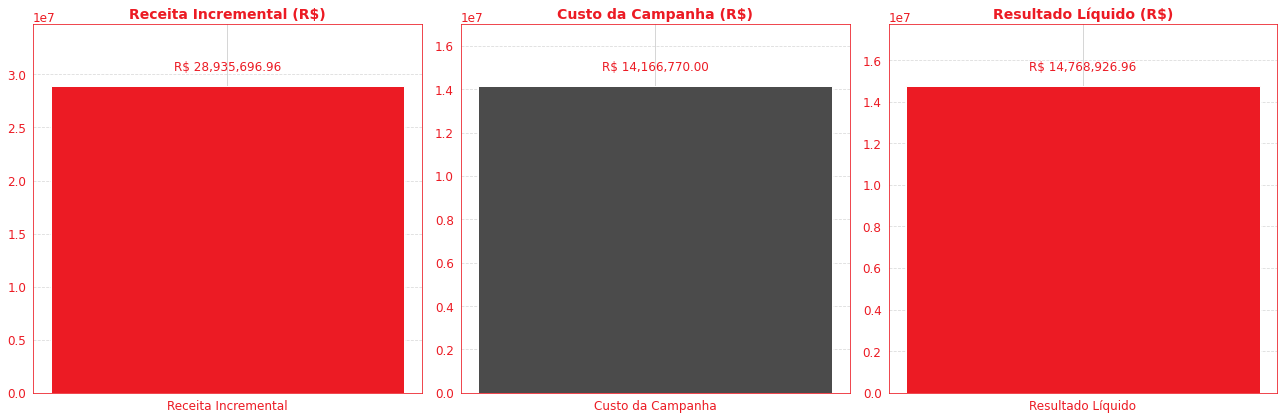 Receita Incremental (R$)
1e7
R$ 28,935,696.96
3.0
2.5
2.0
1.5
1.0
0.5
0.0
Receita Incremental
Custo da Campanha (R$)
1e7
R$ 14,166,770.00
1.6
1.4
1.2
1.0
0.8
0.6
0.4
0.2
0.0
Custo da Campanha
Resultado Líquido (R$)
1e7
R$ 14,768,926.96
1.6
1.4
1.2
1.0
0.8
0.6
0.4
0.2
0.0
Resultado Líquido